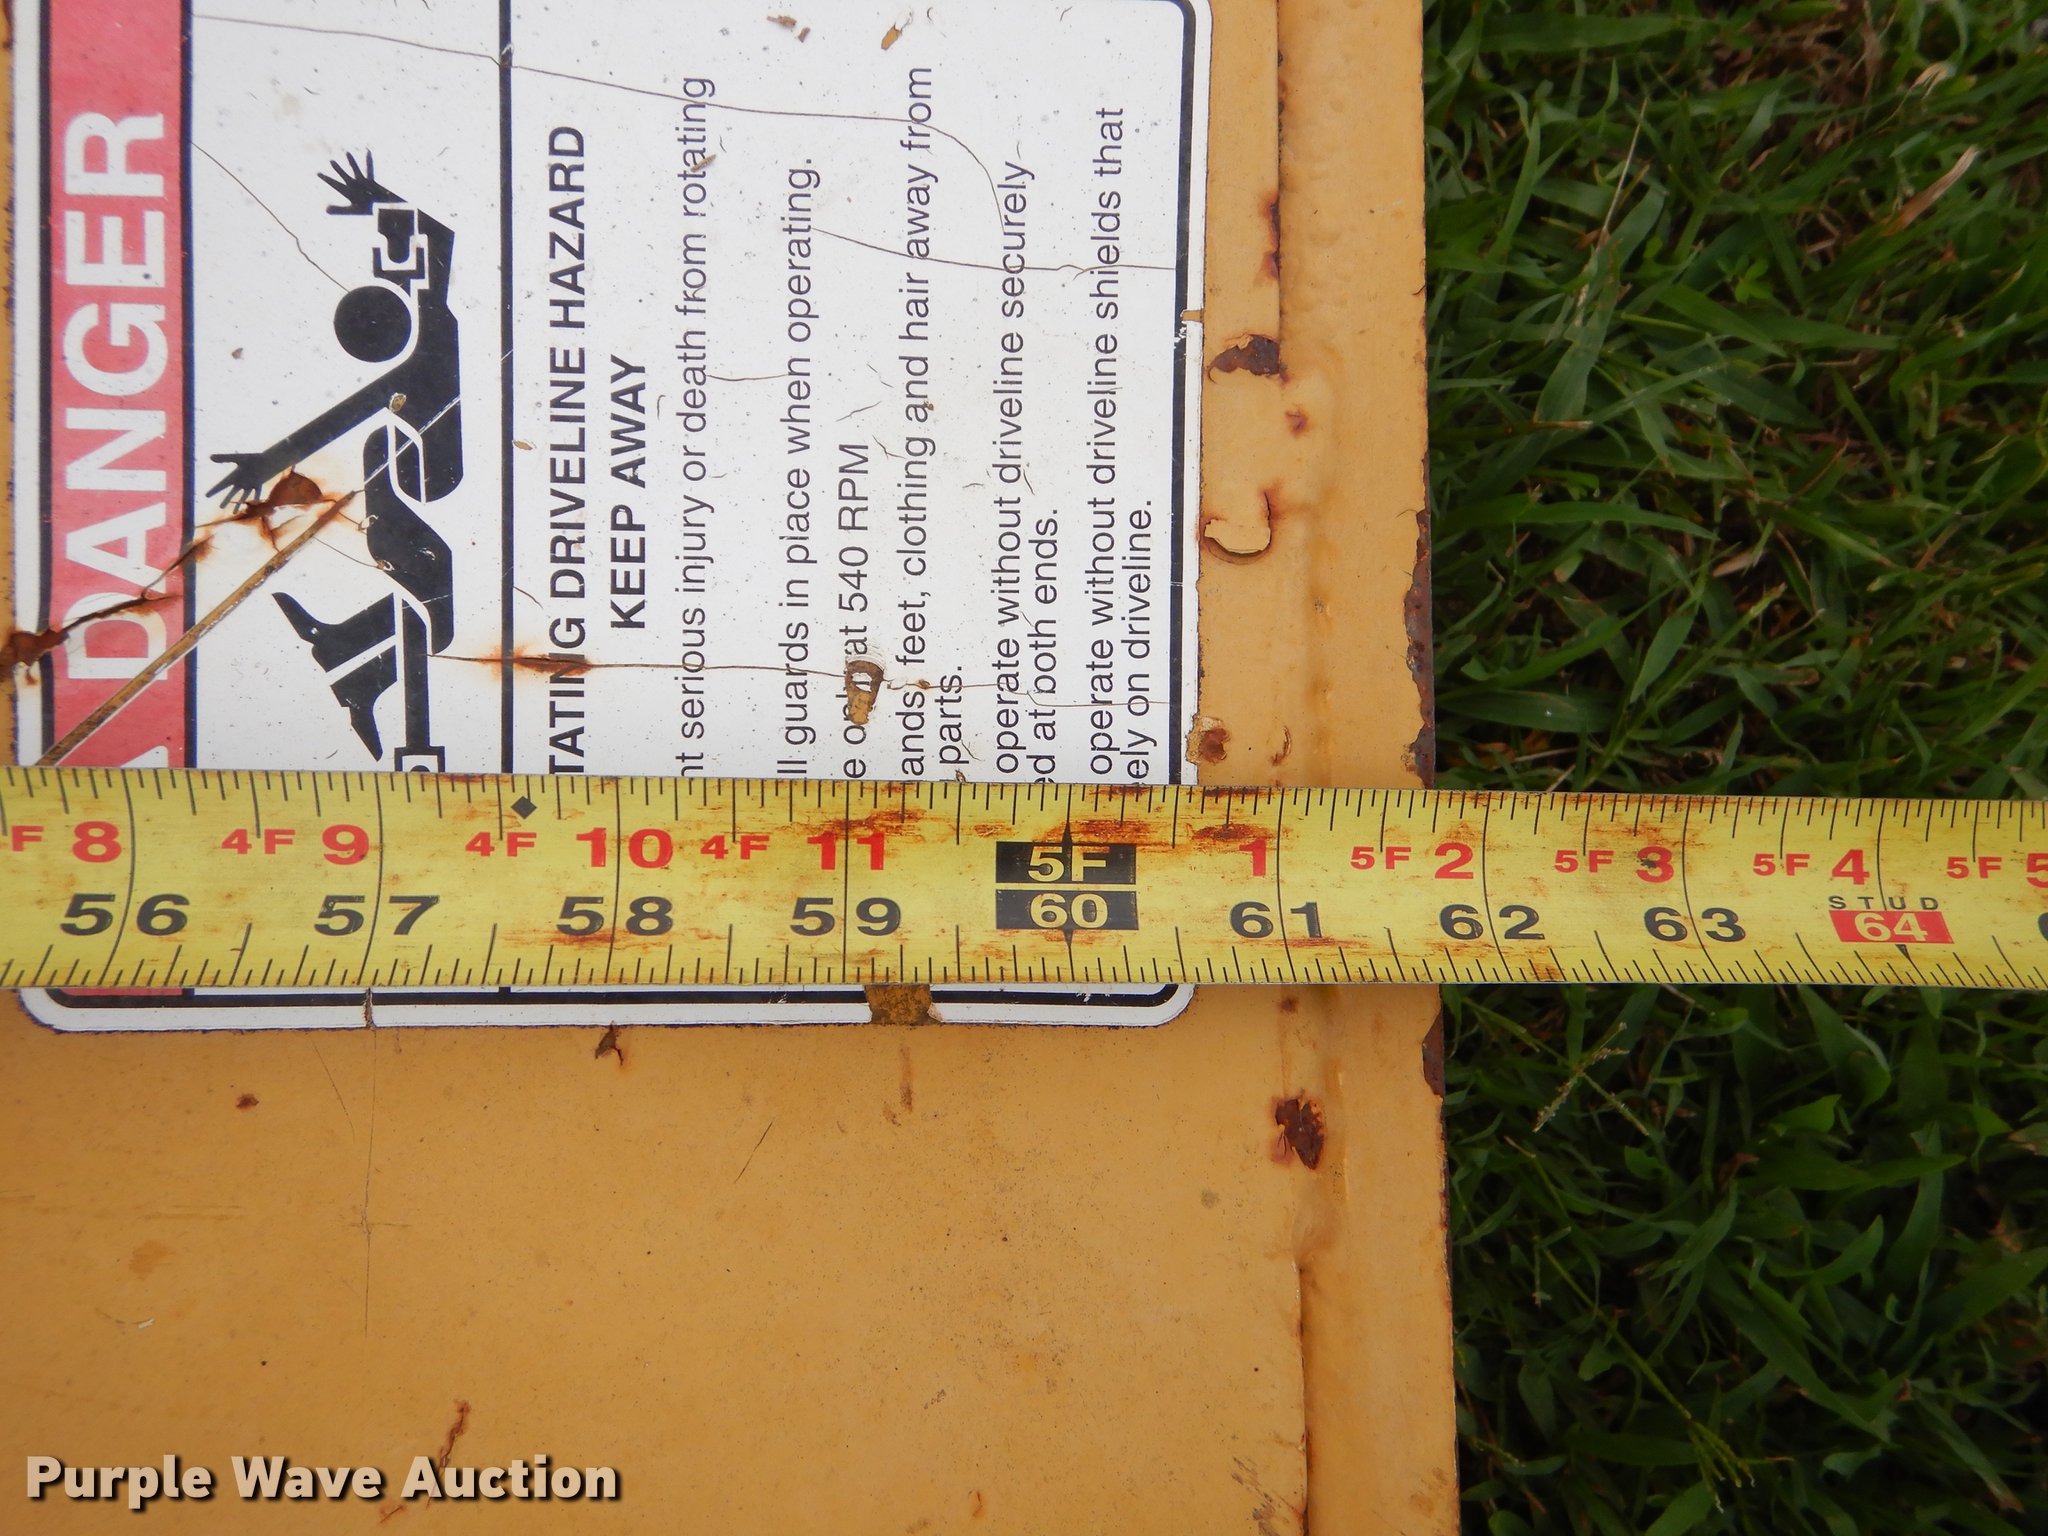 DANGER
TATING DRIVELINE HAZARD
KEEP AWAY
nt serious injury or death from rotating
ll guards in place when operating.
at 540 RPM
ands, feet, clothing and hair away from
parts.
operate without driveline securely
ed at both ends.
operate without driveline shields that
ely on driveline.
F 8 4F 9 4F 10 4F 11 5F 1 5F 2 5F 3 5F 4 5F 5
56 57 58 59 60 61 62 63 STUD 64
Purple Wave Auction